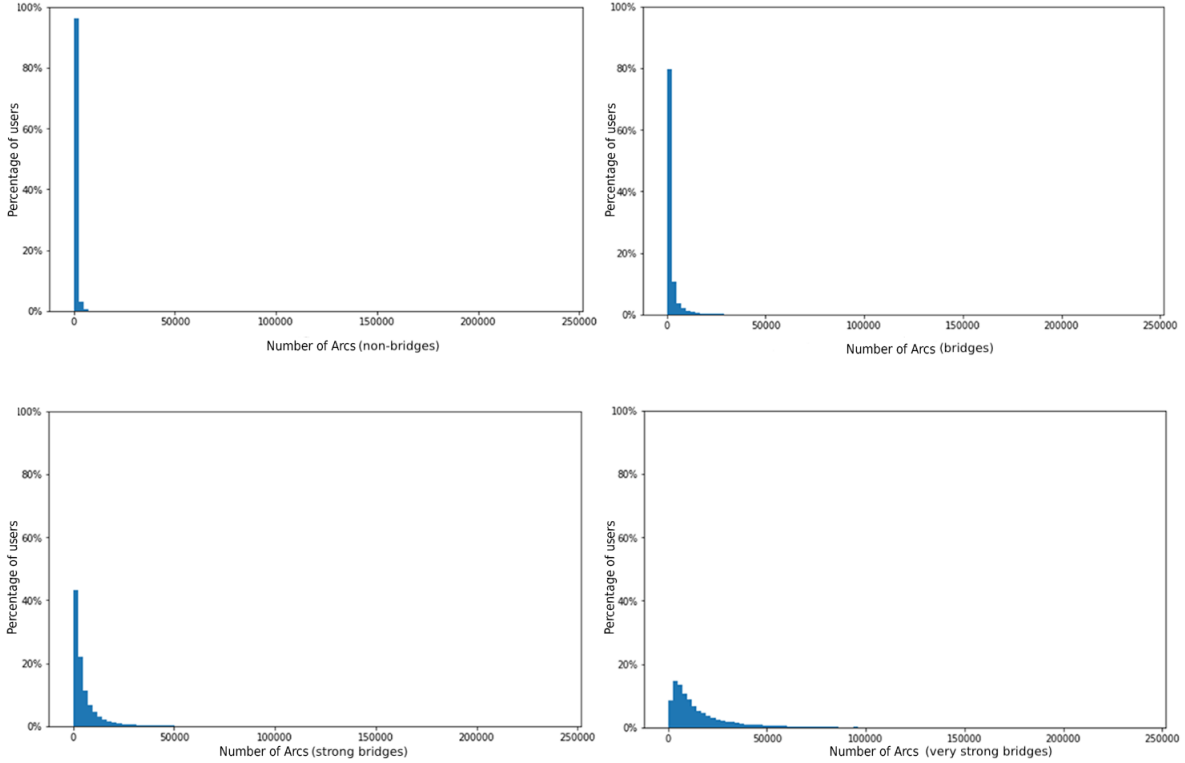 100%
80%
60%
40%
20%
0%
Percentage of users
0 50000 100000 150000 200000 250000
Number of Arcs (non-bridges)
100%
80%
60%
40%
20%
0%
Percentage of users
0 50000 100000 150000 200000 250000
Number of Arcs (bridges)
100%
80%
60%
40%
20%
0%
Percentage of users
0 50000 100000 150000 200000 250000
Number of Arcs (strong bridges)
100%
80%
60%
40%
20%
0%
Percentage of users
0 50000 100000 150000 200000 250000
Number of Arcs (very strong bridges)